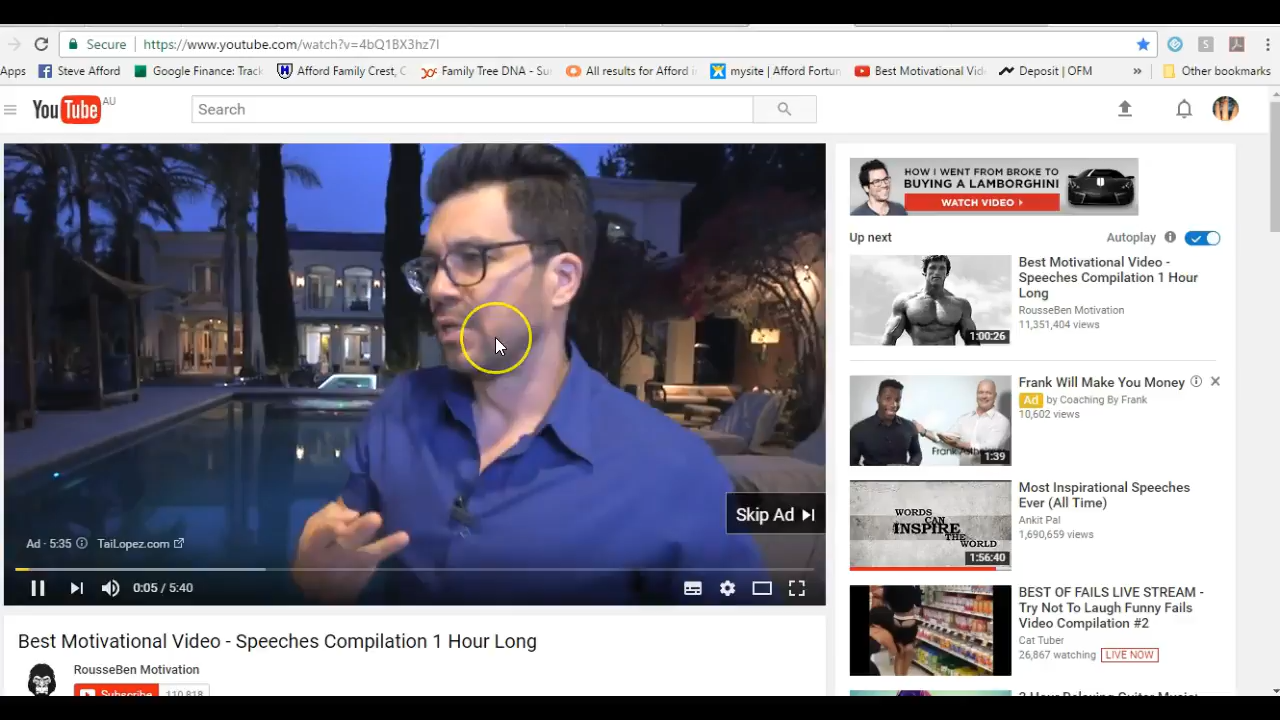 Secure
https://www.youtube.com/watch?v=4bQ1BX3hz7I
Apps
Steve Afford
Google Finance: Track
Afford Family Crest, C
Family Tree DNA - Su
All results for Afford i
mysite | Afford Fortun
Best Motivational Vid
Deposit | OFM
»
Other bookmarks
YouTube AU
Search
HOW I WENT FROM BROKE TO
BUYING A LAMBORGHINI
WATCH VIDEO
Up next
Autoplay
Best Motivational Video -
Speeches Compilation 1 Hour
Long
RousseBen Motivation
11,351,404 views
1:00:26
Frank Will Make You Money
Ad by Coaching By Frank
10,602 views
1:39
Most Inspirational Speeches
Ever (All Time)
Ankit Pal
1,690,659 views
WORDS
CAN
INSPIRE
THE
WORLD
1:56:40
BEST OF FAILS LIVE STREAM -
Try Not To Laugh Funny Fails
Video Compilation #2
Cat Tuber
26,867 watching LIVE NOW
Skip Ad
Ad · 5:35
TaiLopez.com
0:05 / 5:40
Best Motivational Video - Speeches Compilation 1 Hour Long
RousseBen Motivation
Subscribe
110,818